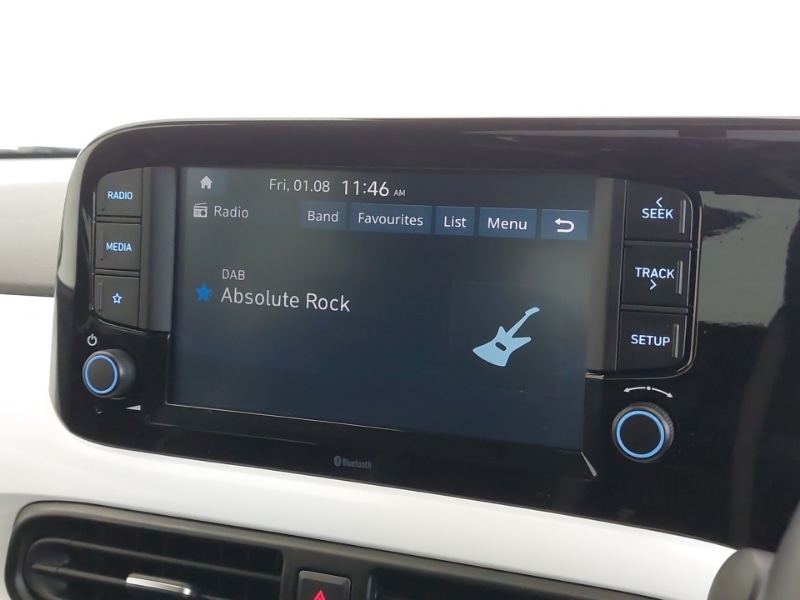 RADIO
MEDIA
Fri, 01.08 11:46 AM
Radio
Band Favourites List Menu
DAB
Absolute Rock
SEEK
TRACK
SETUP
Bluetooth